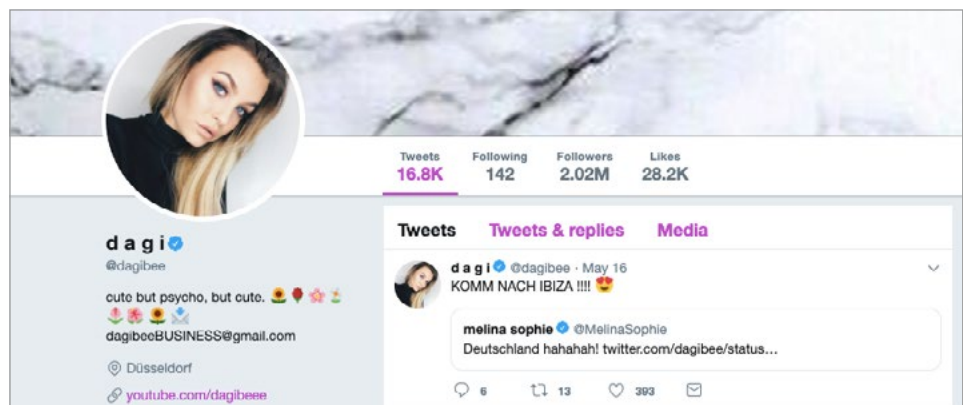 Tweets Following Followers Likes
16.8K 142 2.02M 28.2K
d a g i
@dagibee
cute but psycho, but cute. 🌻🌹🌸🌷
🌷🌺🌻📩
dagibeeBUSINESS@gmail.com
Düsseldorf
youtube.com/dagibeee
Tweets Tweets & replies Media
d a g i @dagibee · May 16
KOMM NACH IBIZA !!!! 😍
melina sophie @MelinaSophie
Deutschland hahahah! twitter.com/dagibee/status...
6 13 393